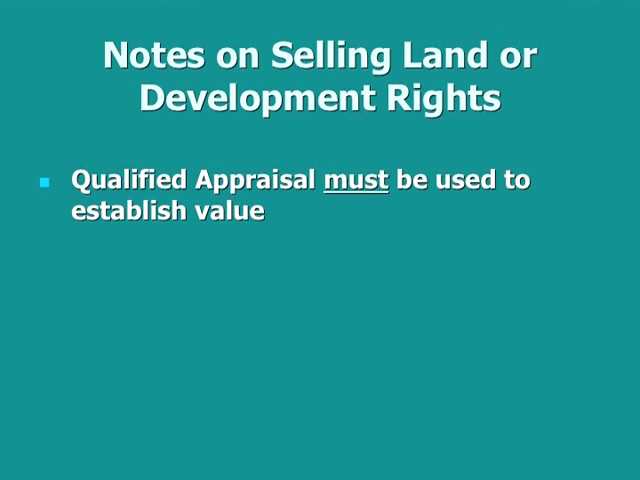 Notes on Selling Land or
Development Rights
Qualified Appraisal must be used to
establish value